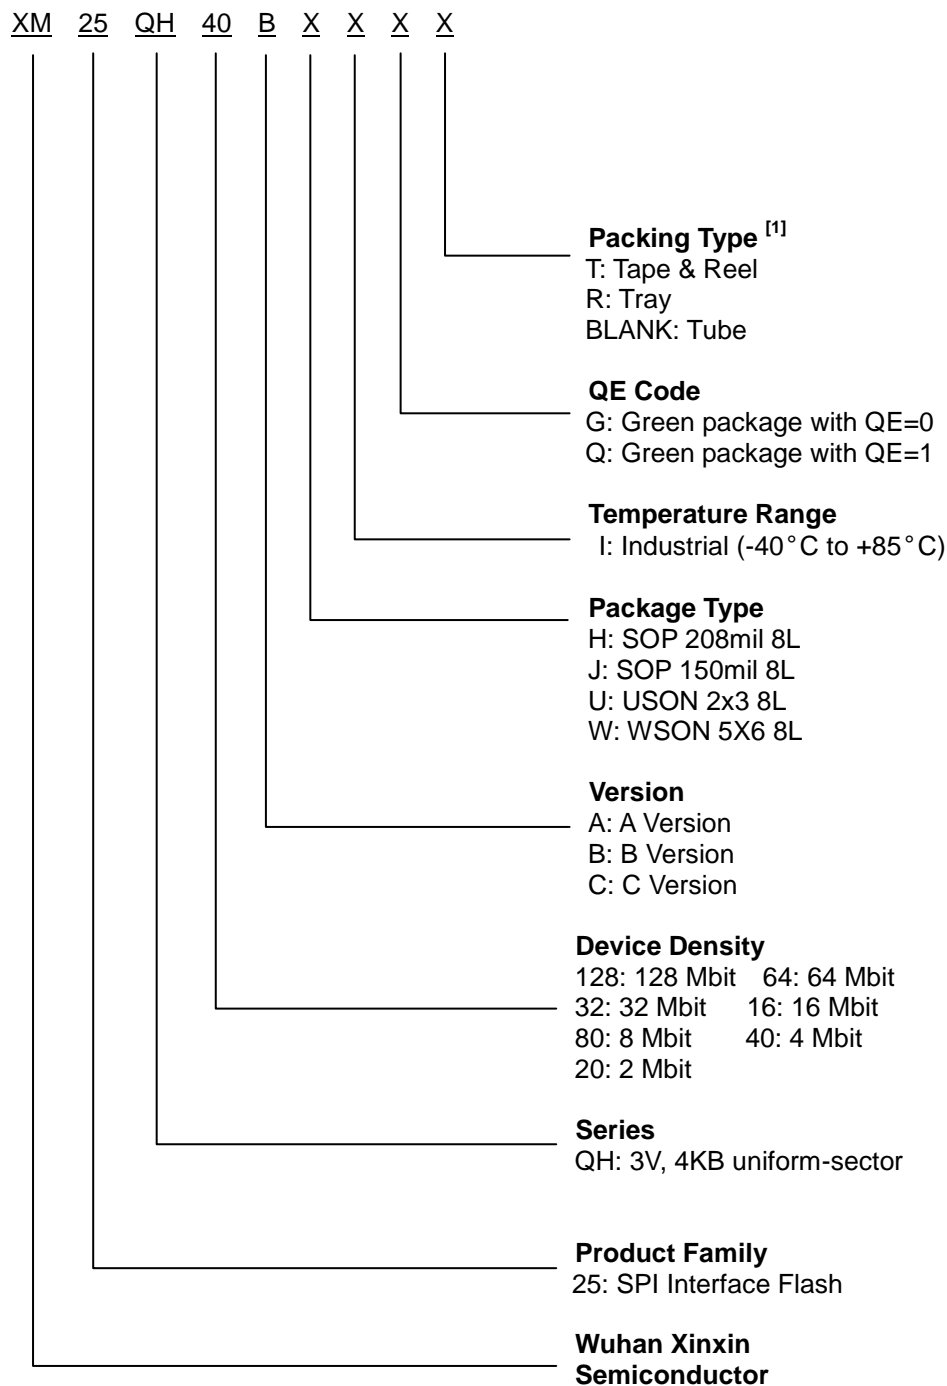 XM 25 QH 40 B X X X X
Packing Type [1]
T: Tape & Reel
R: Tray
BLANK: Tube
QE Code
G: Green package with QE=0
Q: Green package with QE=1
Temperature Range
I: Industrial (-40°C to +85°C)
Package Type
H: SOP 208mil 8L
J: SOP 150mil 8L
U: USON 2x3 8L
W: WSON 5X6 8L
Version
A: A Version
B: B Version
C: C Version
Device Density
128: 128 Mbit 64: 64 Mbit
32: 32 Mbit 16: 16 Mbit
80: 8 Mbit 40: 4 Mbit
20: 2 Mbit
Series
QH: 3V, 4KB uniform-sector
Product Family
25: SPI Interface Flash
Wuhan Xinxin
Semiconductor